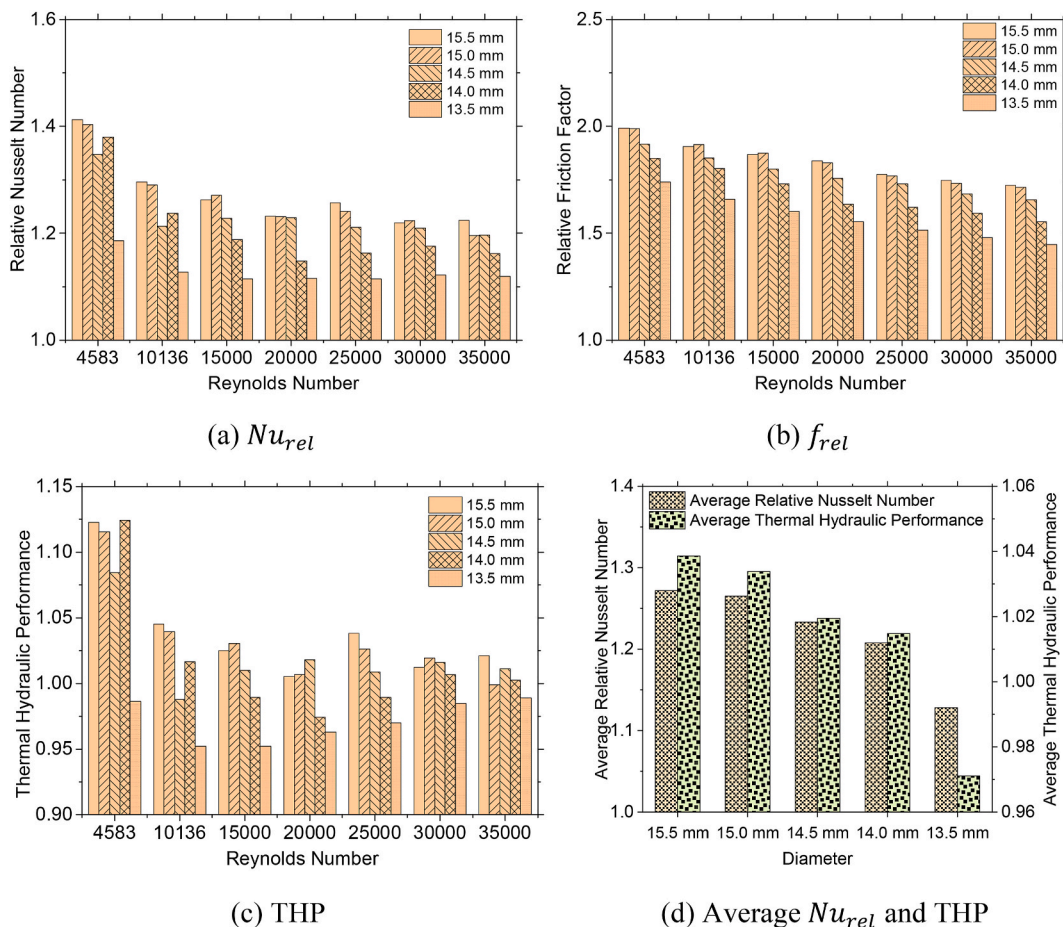 1.6
1.4
1.2
1.0
Relative Nusselt Number
15.5 mm
15.0 mm
14.5 mm
14.0 mm
13.5 mm
4583 10136 15000 20000 25000 30000 35000
Reynolds Number
(a) Nu_rel
2.5
2.0
1.5
1.0
Relative Friction Factor
15.5 mm
15.0 mm
14.5 mm
14.0 mm
13.5 mm
4583 10136 15000 20000 25000 30000 35000
Reynolds Number
(b) f_rel
1.15
1.10
1.05
1.00
0.95
0.90
Thermal Hydraulic Performance
15.5 mm
15.0 mm
14.5 mm
14.0 mm
13.5 mm
4583 10136 15000 20000 25000 30000 35000
Reynolds Number
(c) THP
1.4
1.3
1.2
1.1
1.0
Average Relative Nusselt Number
Average Relative Nusselt Number
Average Thermal Hydraulic Performance
1.06
1.04
1.02
1.00
0.98
0.96
Average Thermal Hydraulic Performance
15.5 mm 15.0 mm 14.5 mm 14.0 mm 13.5 mm
Diameter
(d) Average Nu_rel and THP